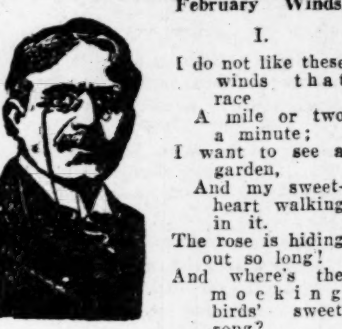 February Winds
I.
I do not like these
winds that
race
A mile or two
a minute;
I want to see a
garden,
And my sweet-
heart walking
in it.
The rose is hiding
out so long!
And where's the
mocking
birds' sweet
song?